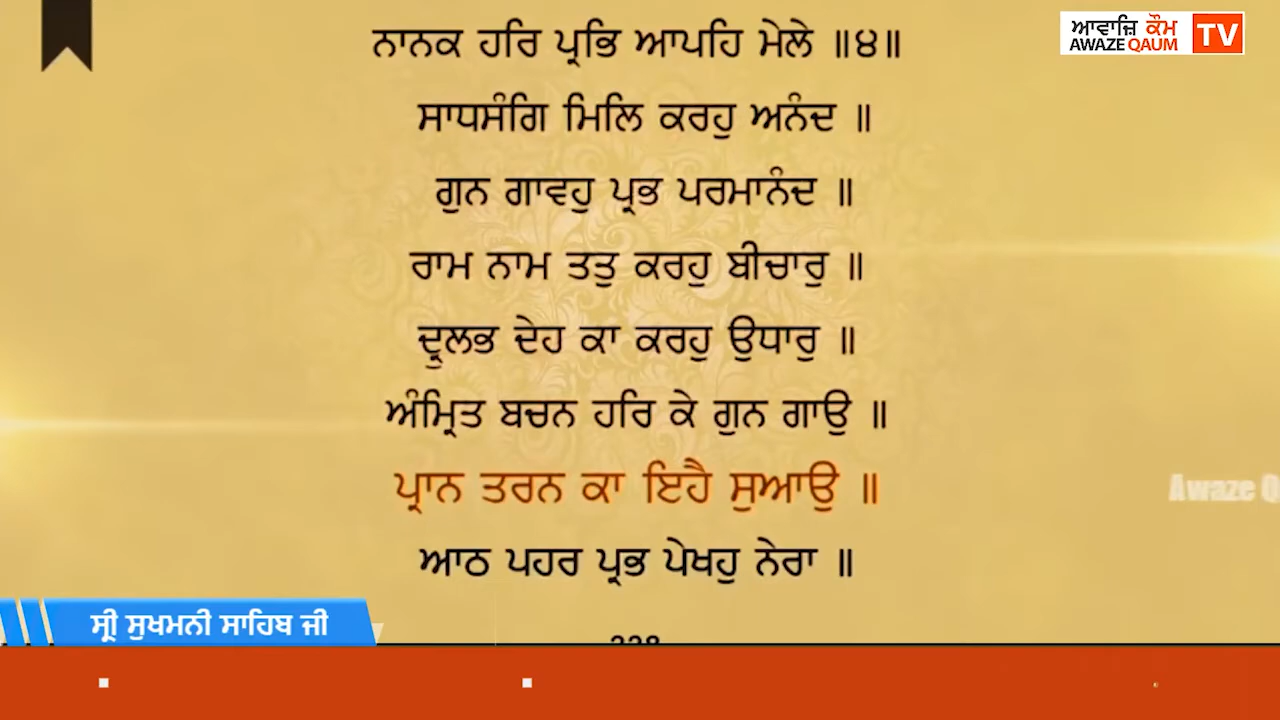 ਨਾਨਕ ਹਰਿ ਪ੍ਰਭਿ ਆਪਹਿ ਮੇਲੇ ॥੪॥
ਆਵਾਜ਼ਿ ਕੌਮ
AWAZE QAUM
TV
ਸਾਧਸੰਗਿ ਮਿਲਿ ਕਰਹੁ ਅਨੰਦ ॥
ਗੁਨ ਗਾਵਹੁ ਪ੍ਰਭ ਪਰਮਾਨੰਦ ॥
ਰਾਮ ਨਾਮ ਤਤੁ ਕਰਹੁ ਬੀਚਾਰੁ ॥
ਦ੍ਰੁਲਭ ਦੇਹ ਕਾ ਕਰਹੁ ਉਧਾਰੁ ॥
ਅੰਮ੍ਰਿਤ ਬਚਨ ਹਰਿ ਕੇ ਗੁਨ ਗਾਉ ॥
ਪ੍ਰਾਨ ਤਰਨ ਕਾ ਇਹੈ ਸੁਆਉ ॥
Awaze Q
ਆਠ ਪਹਰ ਪ੍ਰਭ ਪੇਖਹੁ ਨੇਰਾ ॥
ਸ੍ਰੀ ਸੁਖਮਨੀ ਸਾਹਿਬ ਜੀ